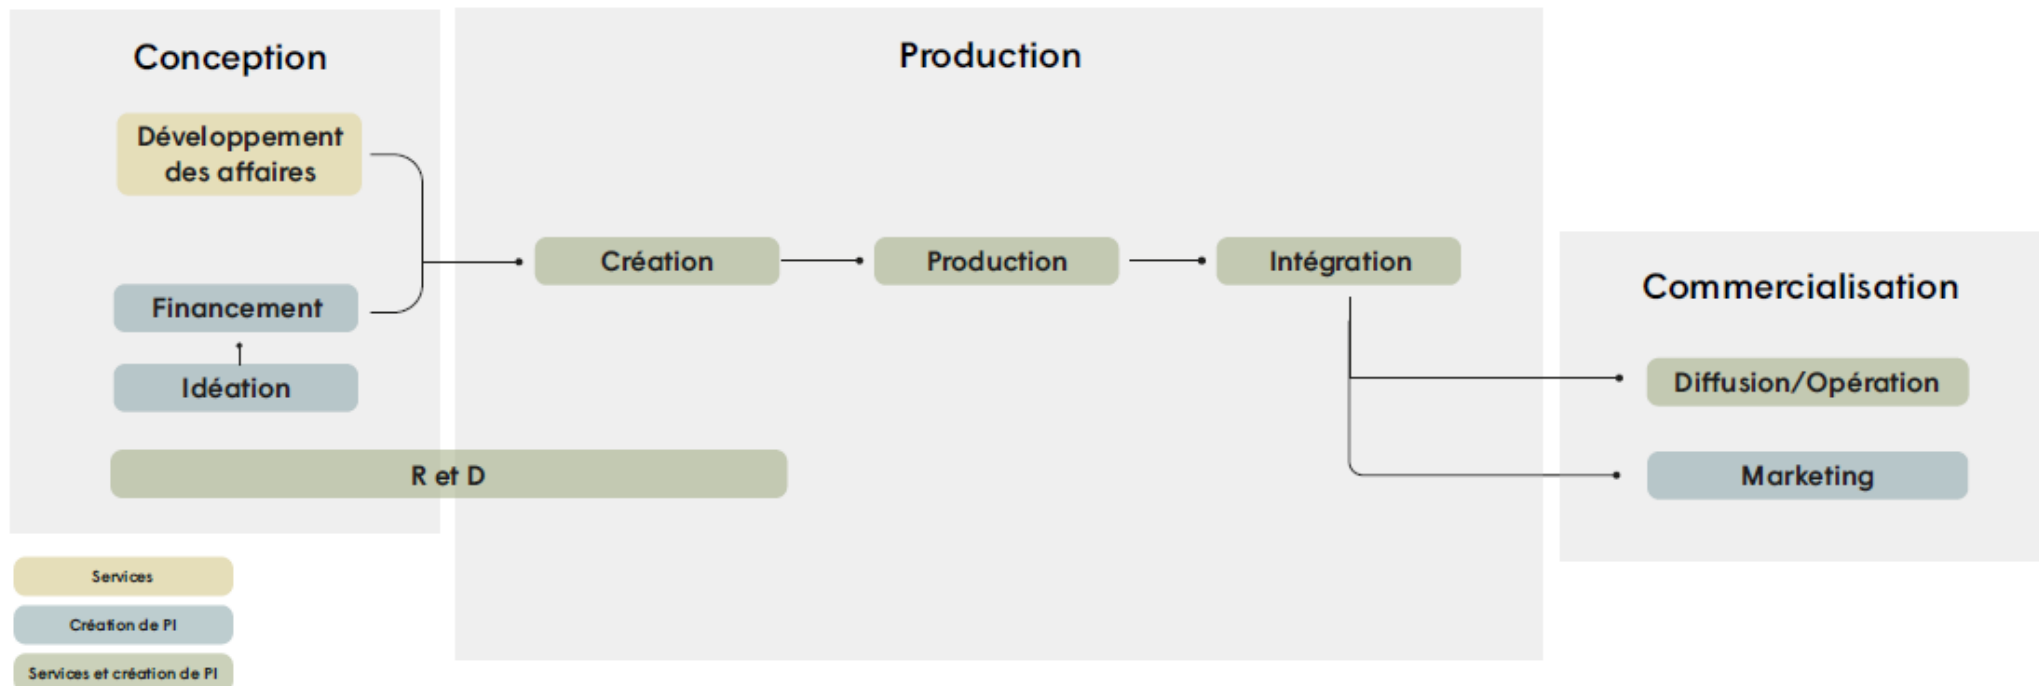 Conception
Développement
des affaires
Financement
Idéation
R et D
Production
Création
Production
Intégration
Commercialisation
Diffusion/Opération
Marketing
Services
Création de PI
Services et création de PI